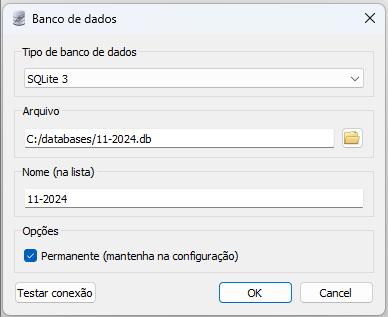 Banco de dados
Tipo de banco de dados
SQLite 3
Arquivo
C:/databases/11-2024.db
Nome (na lista)
11-2024
Opções
Permanente (mantenha na configuração)
Testar conexão OK Cancel